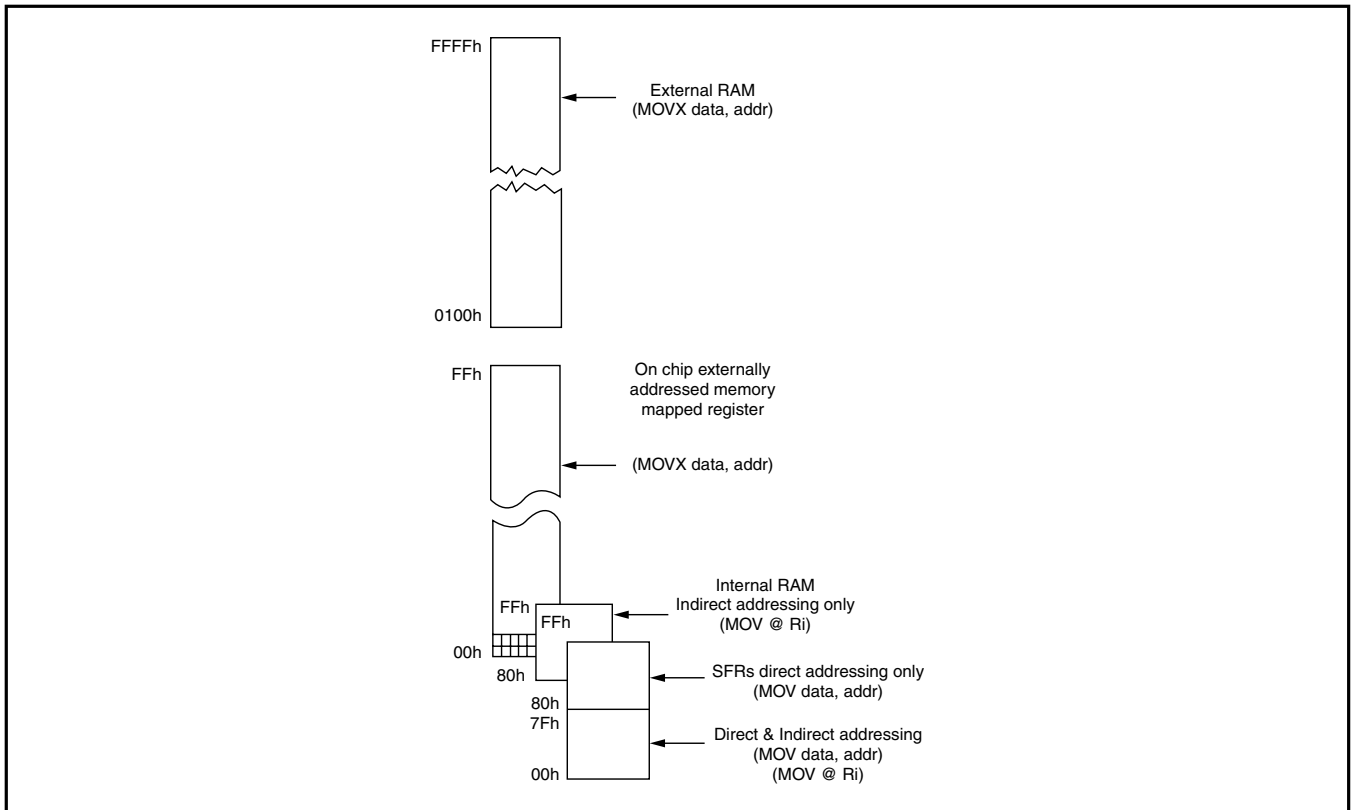 FFFFh
External RAM
(MOVX data, addr)
0100h
FFh
On chip externally
addressed memory
mapped register
(MOVX data, addr)
Internal RAM
Indirect addressing only
(MOV @ Ri)
FFh
FFh
00h
80h
SFRs direct addressing only
(MOV data, addr)
80h
7Fh
Direct & Indirect addressing
(MOV data, addr)
(MOV @ Ri)
00h